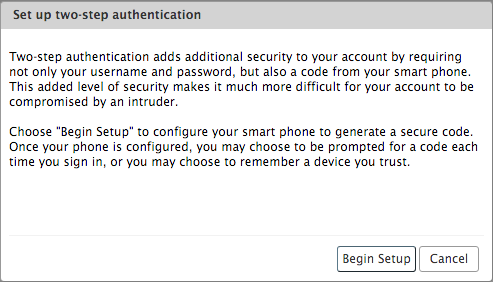 Set up two-step authentication
Two-step authentication adds additional security to your account by requiring
not only your username and password, but also a code from your smart phone.
This added level of security makes it much more difficult for your account to be
compromised by an intruder.
Choose "Begin Setup" to configure your smart phone to generate a secure code.
Once your phone is configured, you may choose to be prompted for a code each
time you sign in, or you may choose to remember a device you trust.
Begin Setup
Cancel